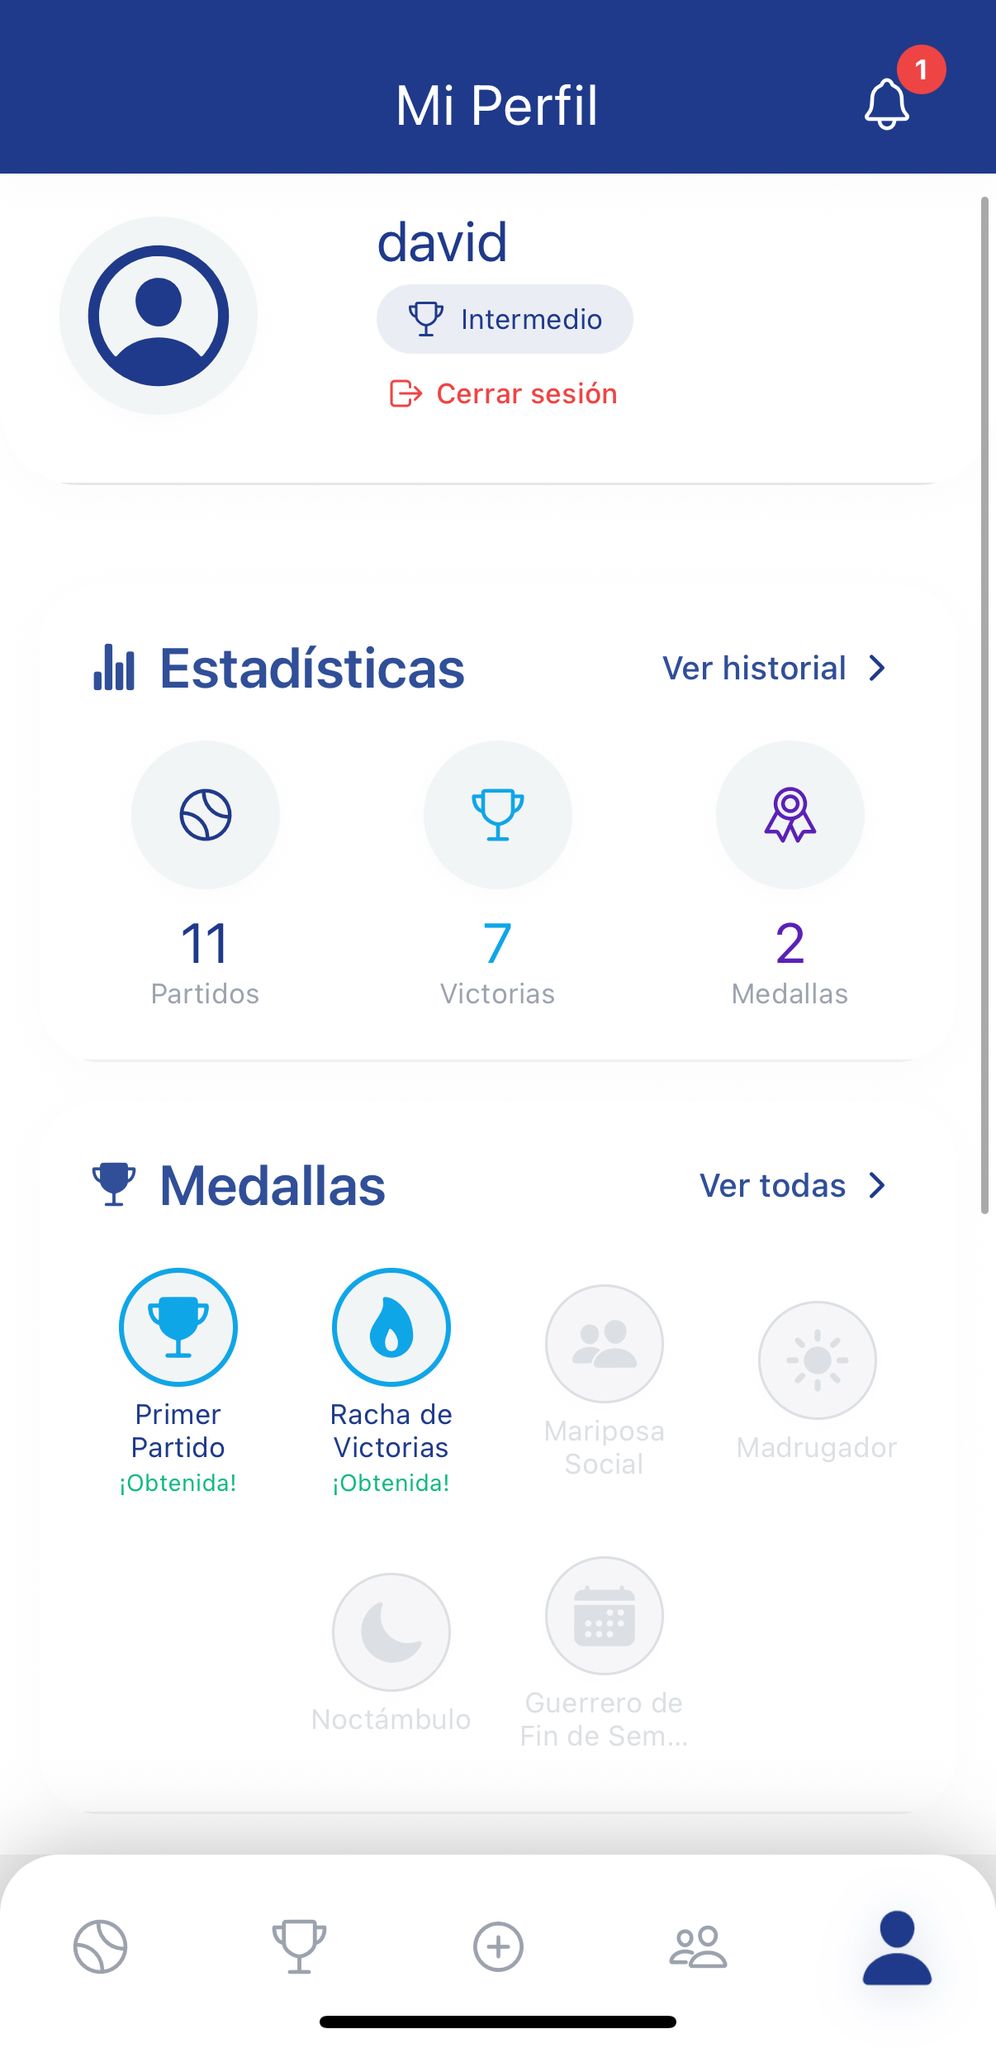 Mi Perfil
1
david
Intermedio
Cerrar sesión
Estadísticas
Ver historial
11
7
2
Partidos
Victorias
Medallas
Medallas
Ver todas
Primer
Partido
¡Obtenida!
Racha de
Victorias
¡Obtenida!
Mariposa
Social
Madrugador
Noctámbulo
Guerrero de
Fin de Sem...